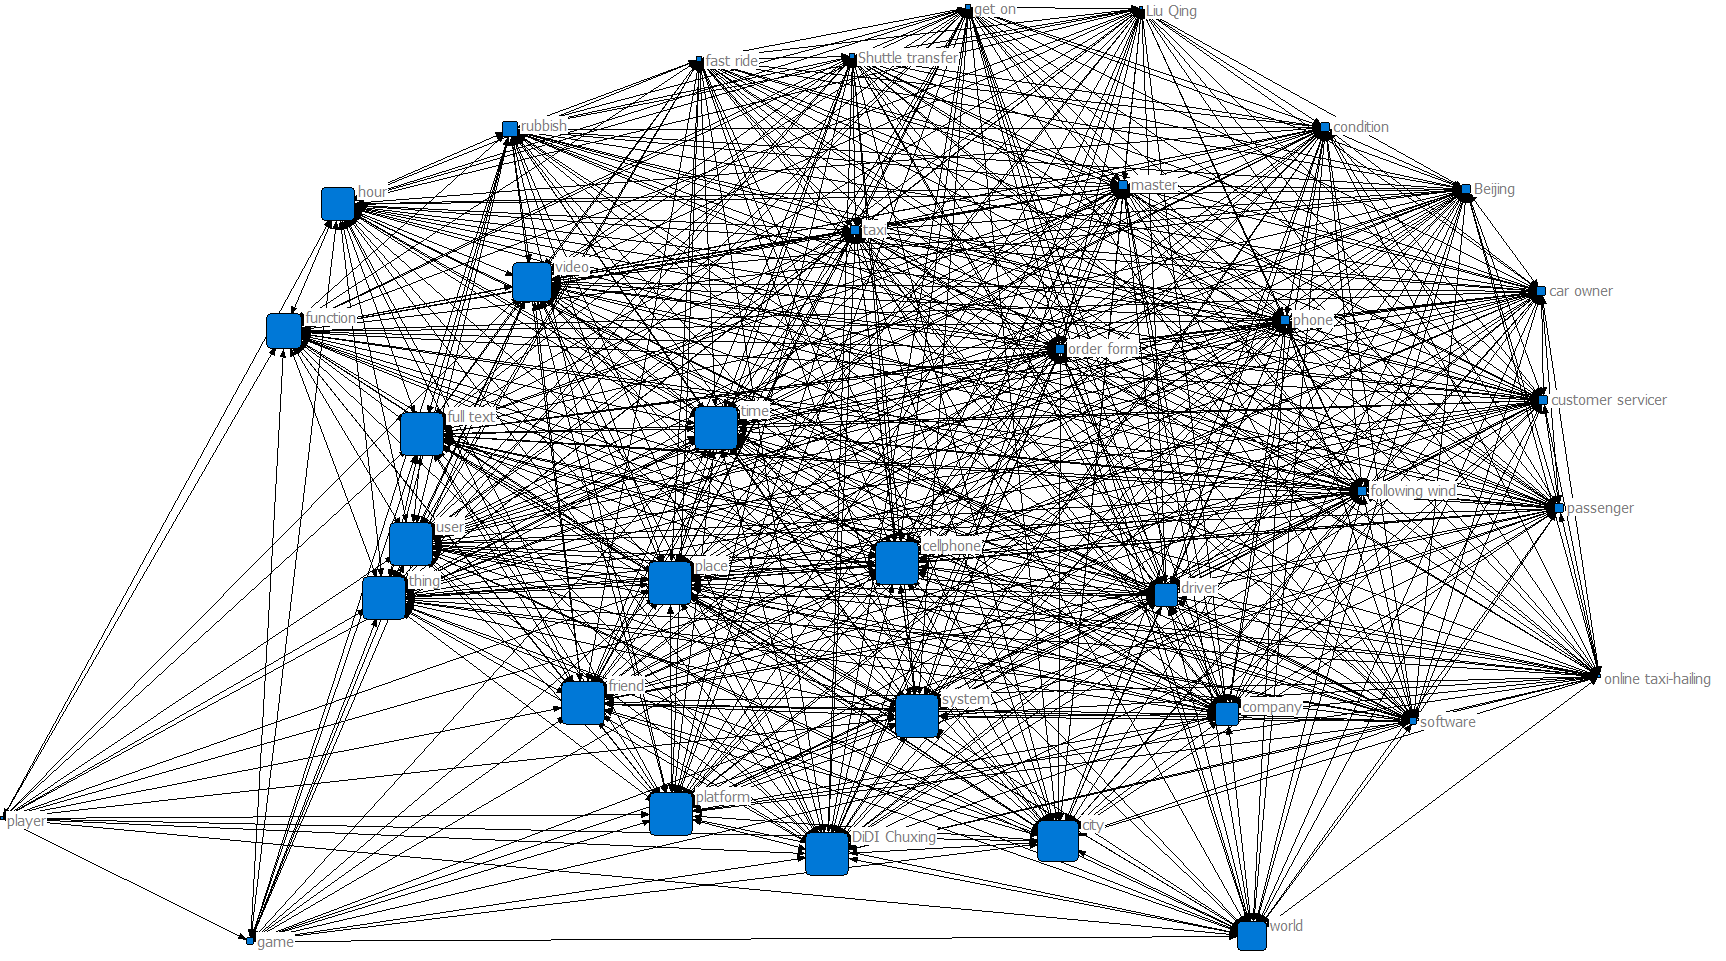 get on
Liu Qing
fast ride
Shuttle transfer
rubbish
condition
master
Beijing
hour
taxi
video
car owner
function
phone
order form
customer servicer
full text
time
following wind
passenger
user
cellphone
place
thing
driver
online taxi-hailing
friend
system
company
software
platform
player
city
DiDI Chuxing
world
game